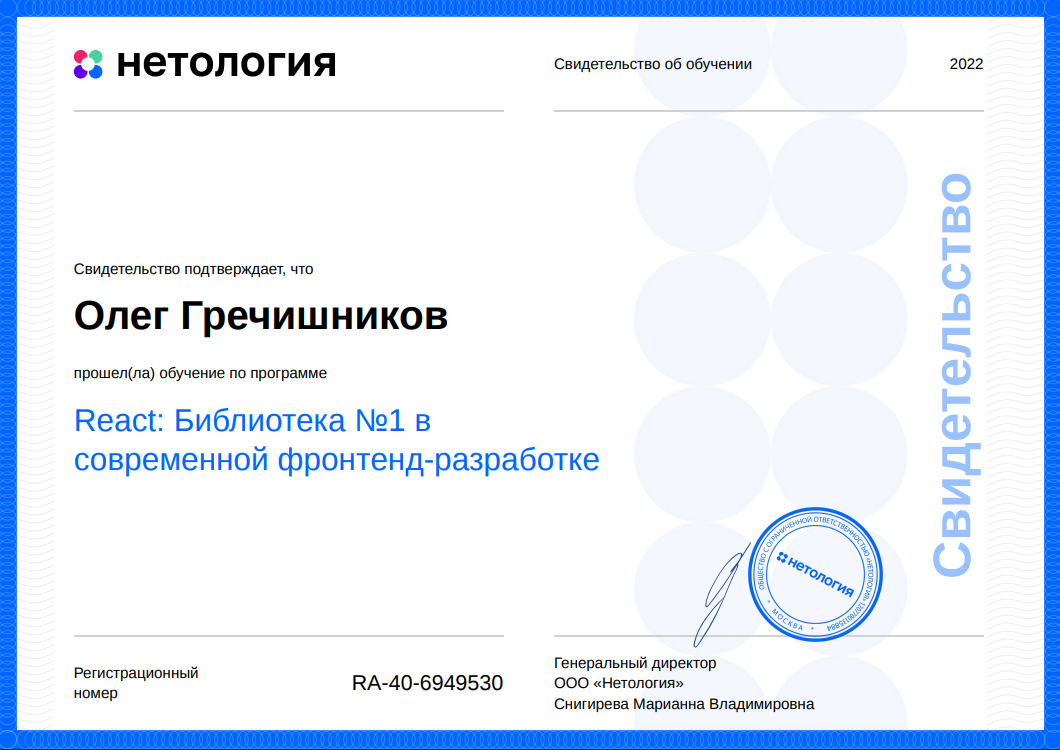 нетология
Свидетельство об обучении
2022
Свидетельство
Свидетельство подтверждает, что
Олег Гречишников
прошел(ла) обучение по программе
React: Библиотека №1 в
современной фронтенд-разработке
ОБЩЕСТВО С ОГРАНИЧЕННОЙ ОТВЕТСТВЕННОСТЬЮ «НЕТОЛОГИЯ» 1207700135884
* МОСКВА *
нетология
Регистрационный
номер
RA-40-6949530
Генеральный директор
ООО «Нетология»
Снигирева Марианна Владимировна